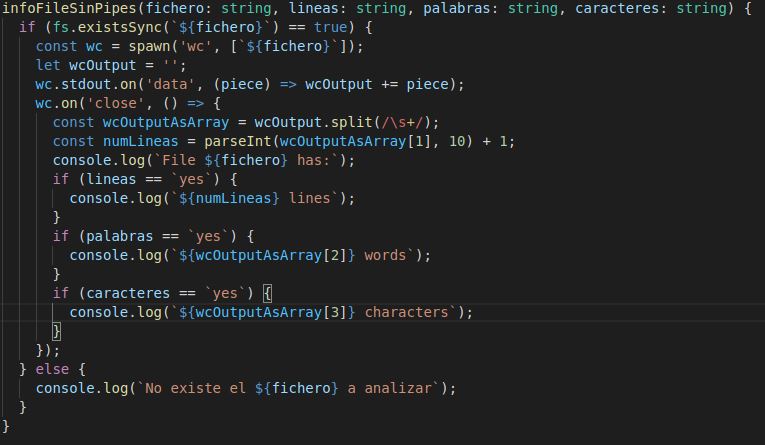 infoFileSinPipes(fichero: string, lineas: string, palabras: string, caracteres: string) {
  if (fs.existsSync(`${fichero}`) == true) {
    const wc = spawn('wc', [`${fichero}`]);
    let wcOutput = '';
    wc.stdout.on('data', (piece) => wcOutput += piece);
    wc.on('close', () => {
      const wcOutputAsArray = wcOutput.split(/\s+/);
      const numLineas = parseInt(wcOutputAsArray[1], 10) + 1;
      console.log(`File ${fichero} has:`);
      if (lineas == `yes`) {
        console.log(`${numLineas} lines`);
      }
      if (palabras == `yes`) {
        console.log(`${wcOutputAsArray[2]} words`);
      }
      if (caracteres == `yes`) {
        console.log(`${wcOutputAsArray[3]} characters`);
      }
    });
  } else {
    console.log(`No existe el ${fichero} a analizar`);
  }
}